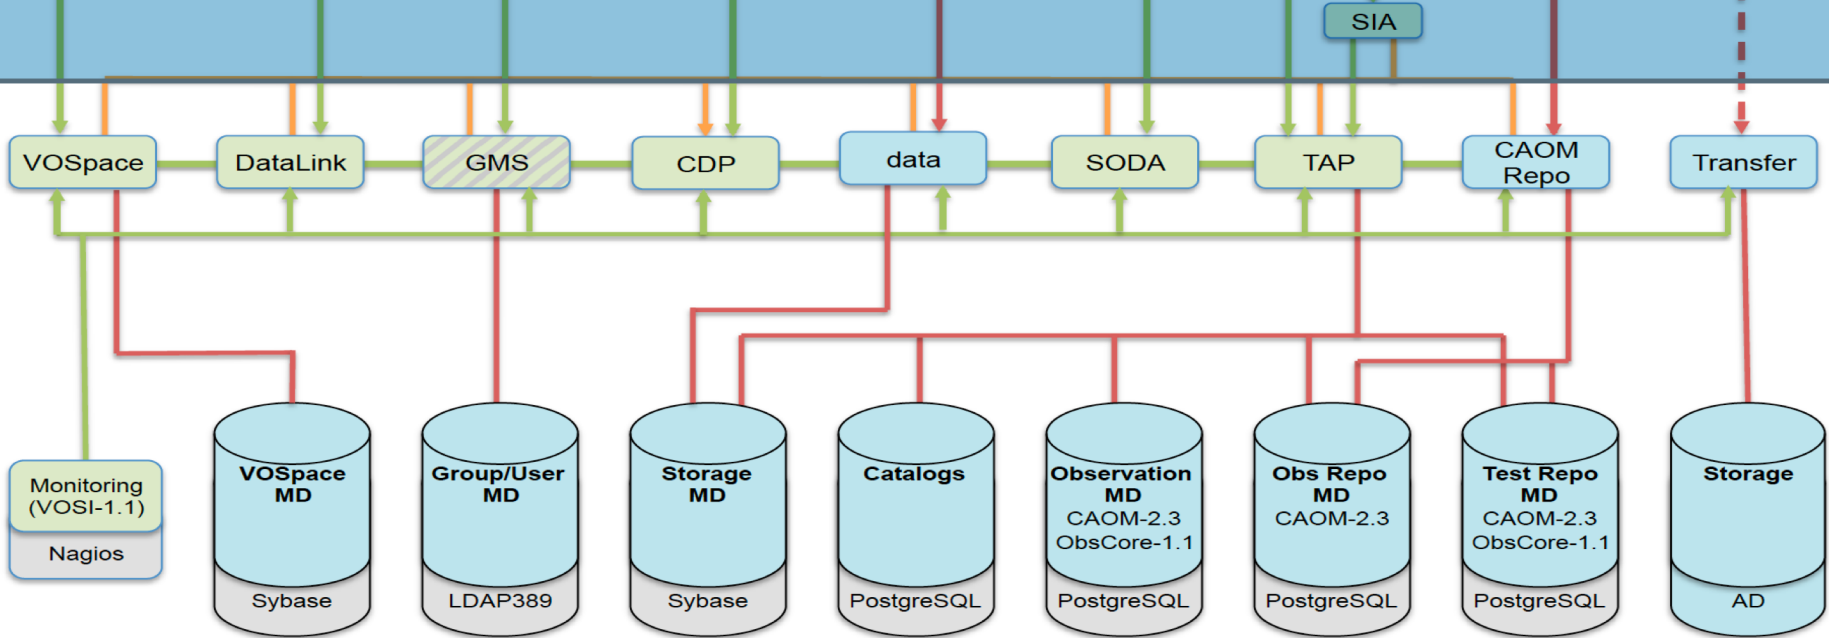 SIA
VOSpace
DataLink
GMS
CDP
data
SODA
TAP
CAOM
Repo
Transfer
Monitoring
(VOSI-1.1)
Nagios
VOSpace
MD
Sybase
Group/User
MD
LDAP389
Storage
MD
Sybase
Catalogs
PostgreSQL
Observation
MD
CAOM-2.3
ObsCore-1.1
PostgreSQL
Obs Repo
MD
CAOM-2.3
PostgreSQL
Test Repo
MD
CAOM-2.3
ObsCore-1.1
PostgreSQL
Storage
AD